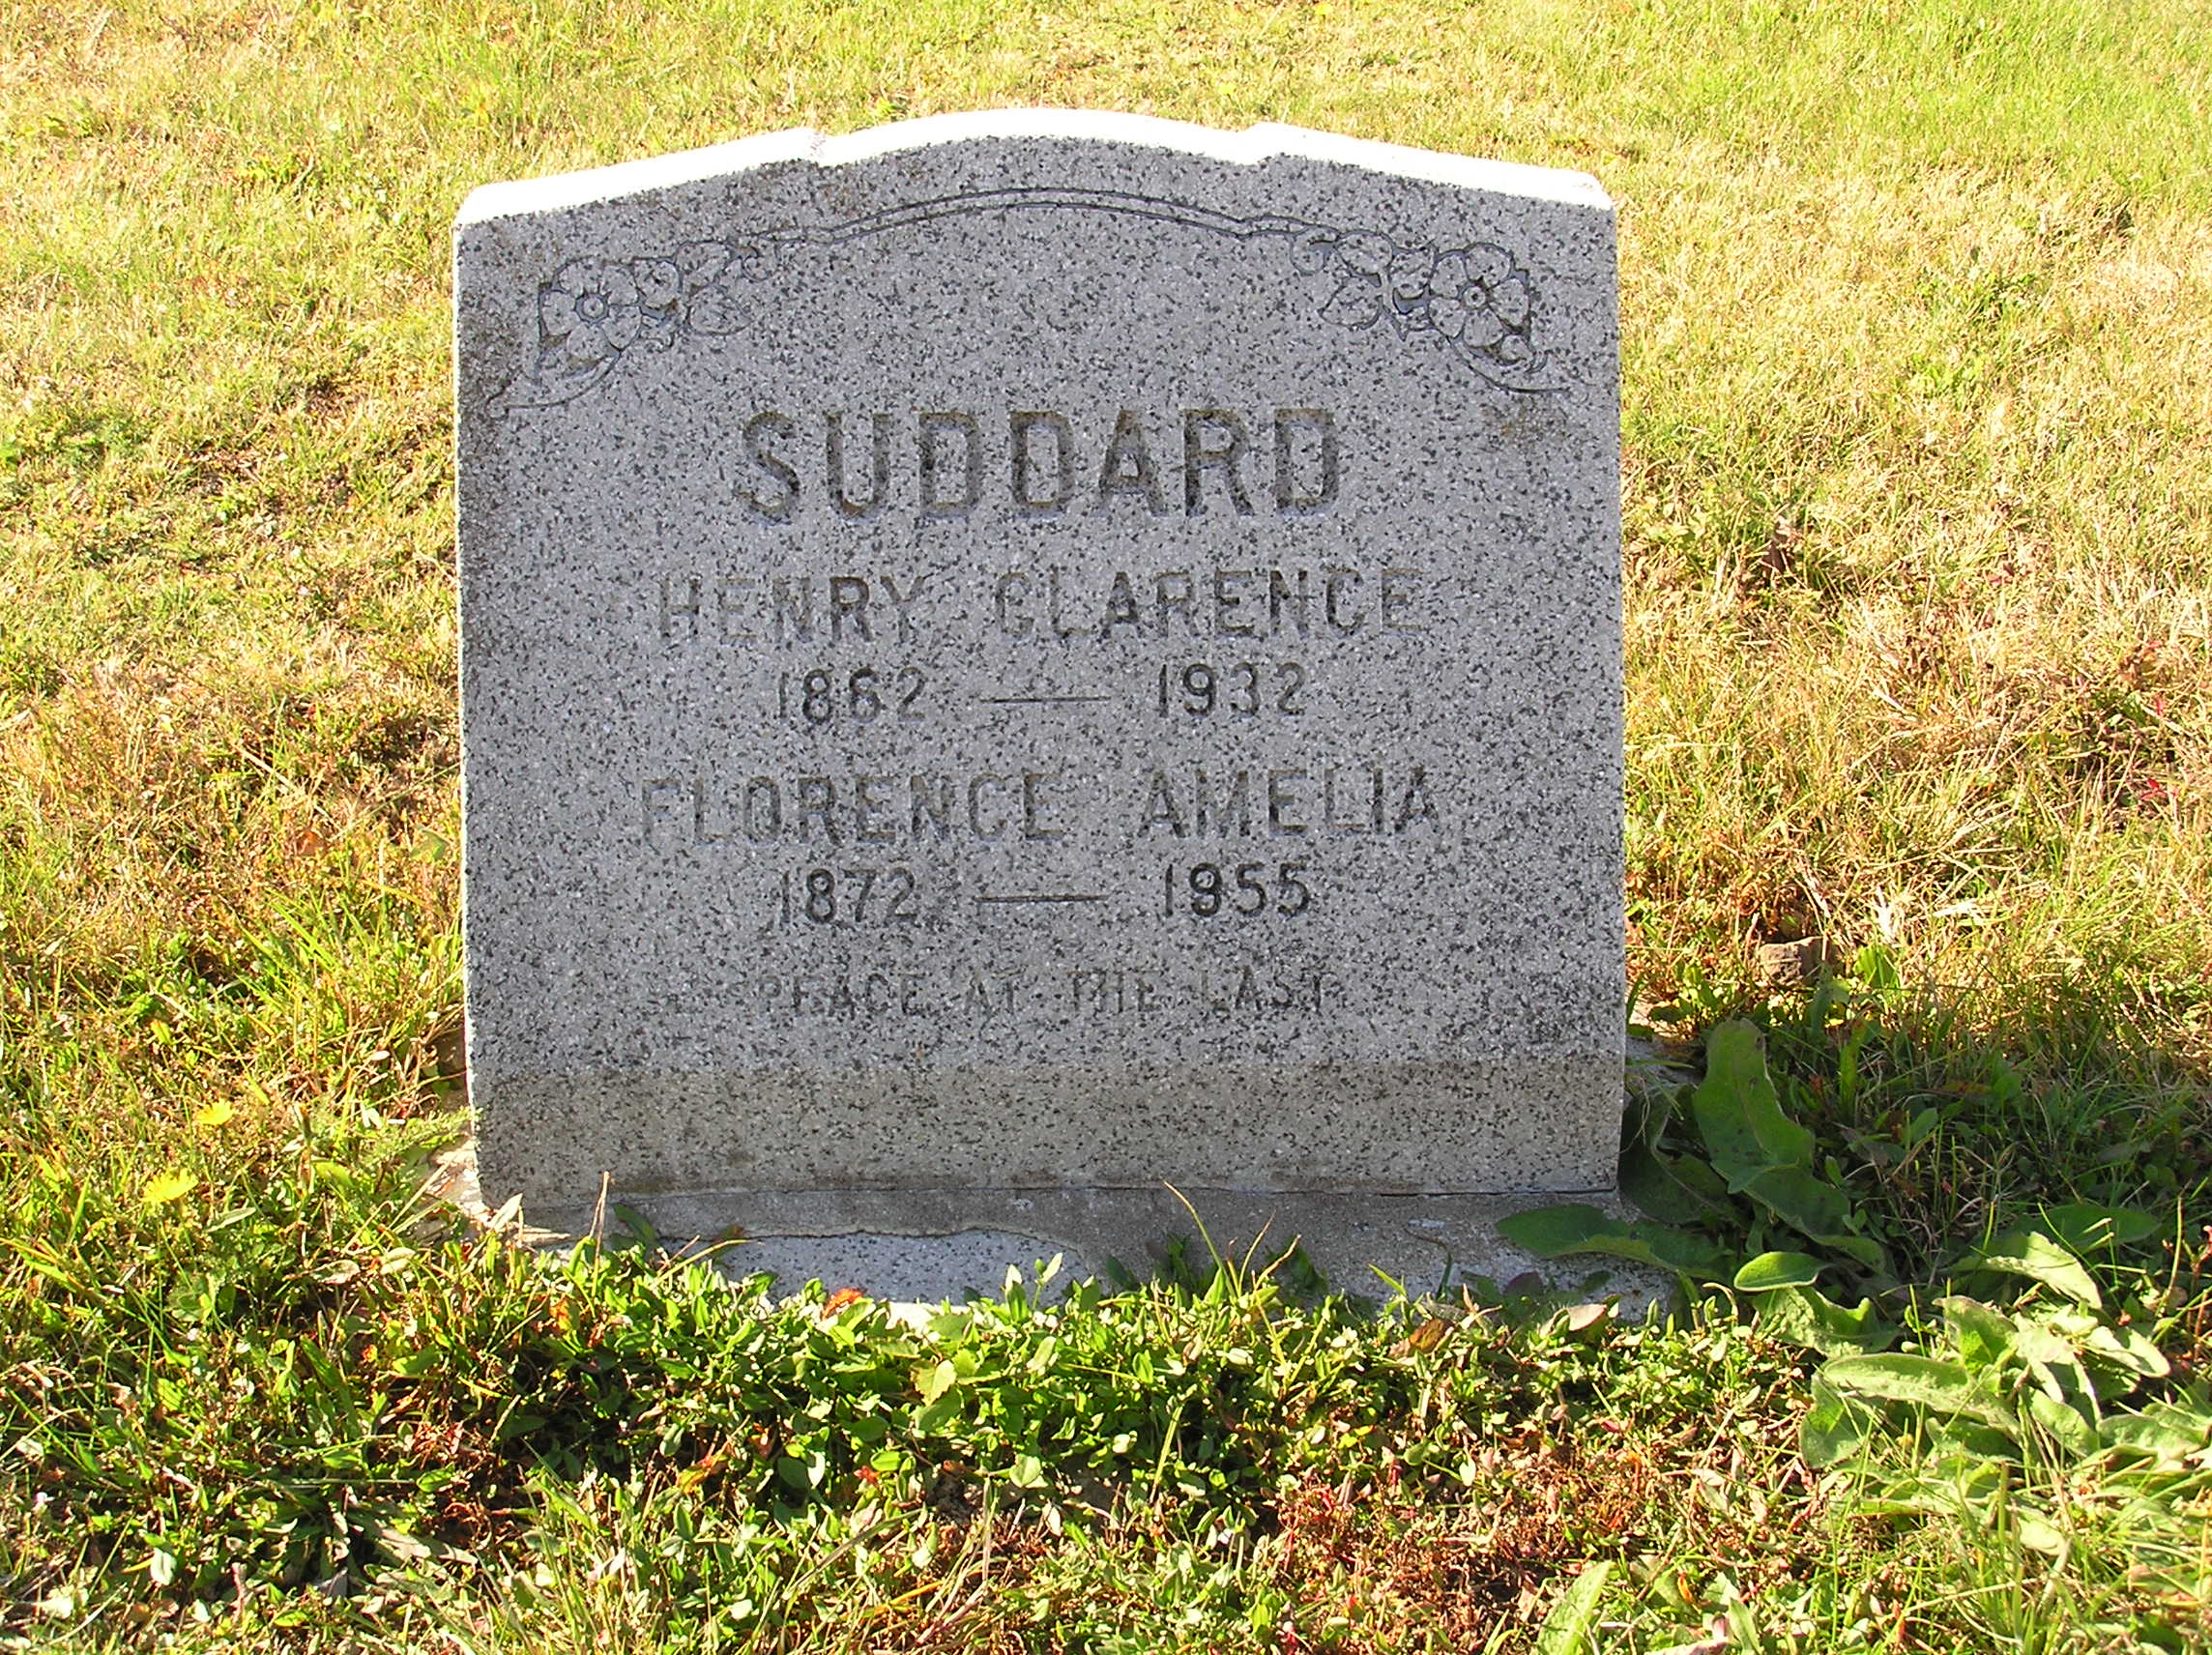 SUDDARD
HENRY CLARENCE
1862 — 1932
FLORENCE AMELIA
1872 — 1955
PEACE AT THE LAST